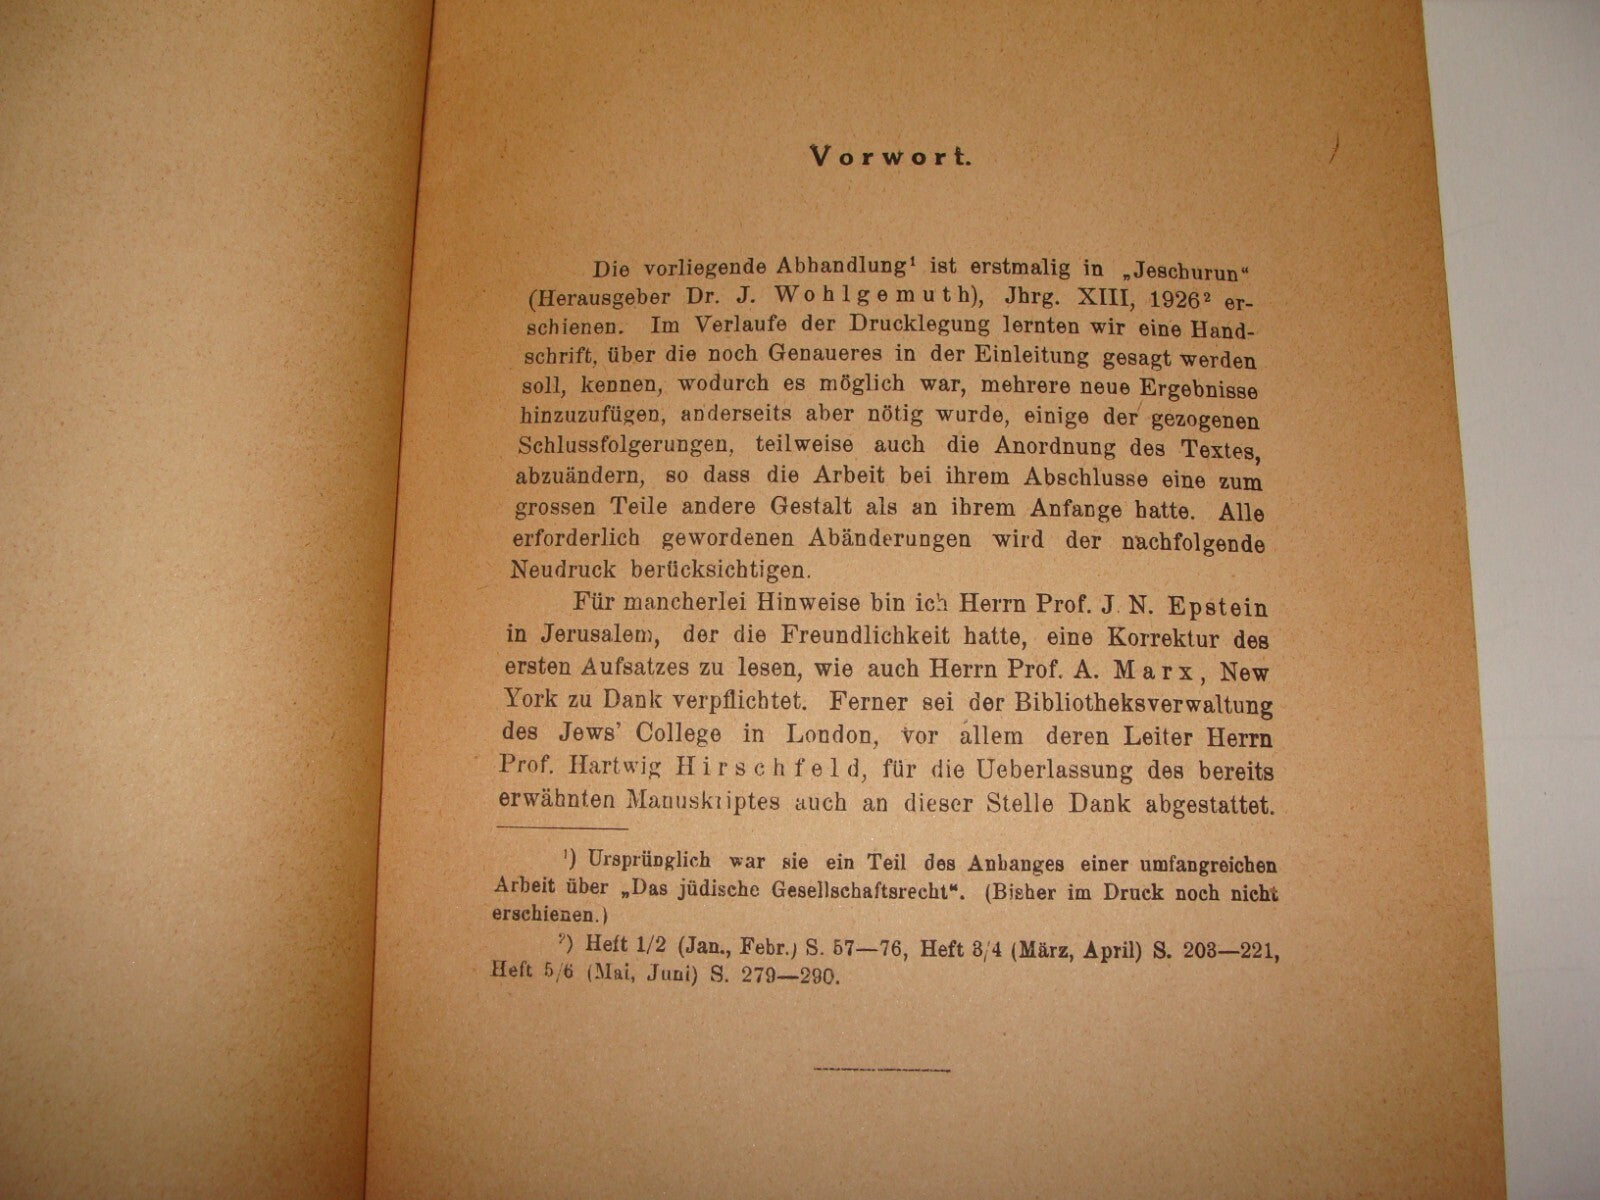 Vorwort.
Die vorliegende Abhandlung¹ ist erstmalig in „Jeschurun“
(Herausgeber Dr. J. Wohlgemuth), Jhrg. XIII, 1926² er-
schienen. Im Verlaufe der Drucklegung lernten wir eine Hand-
schrift, über die noch Genaueres in der Einleitung gesagt werden
soll, kennen, wodurch es möglich war, mehrere neue Ergebnisse
hinzuzufügen, anderseits aber nötig wurde, einige der gezogenen
Schlussfolgerungen, teilweise auch die Anordnung des Textes,
abzuändern, so dass die Arbeit bei ihrem Abschlusse eine zum
grossen Teile andere Gestalt als an ihrem Anfange hatte. Alle
erforderlich gewordenen Abänderungen wird der nachfolgende
Neudruck berücksichtigen.
Für mancherlei Hinweise bin ich Herrn Prof. J. N. Epstein
in Jerusalem, der die Freundlichkeit hatte, eine Korrektur des
ersten Aufsatzes zu lesen, wie auch Herrn Prof. A. Marx, New
York zu Dank verpflichtet. Ferner sei der Bibliotheksverwaltung
des Jews' College in London, vor allem deren Leiter Herrn
Prof. Hartwig Hirschfeld, für die Ueberlassung des bereits
erwähnten Manuskriptes auch an dieser Stelle Dank abgestattet.
¹) Ursprünglich war sie ein Teil des Anhanges einer umfangreichen
Arbeit über „Das jüdische Gesellschaftsrecht“. (Bisher im Druck noch nicht
erschienen.)
²) Heft 1/2 (Jan., Febr.) S. 57—76, Heft 3/4 (März, April) S. 203—221,
Heft 5/6 (Mai, Juni) S. 279—290.